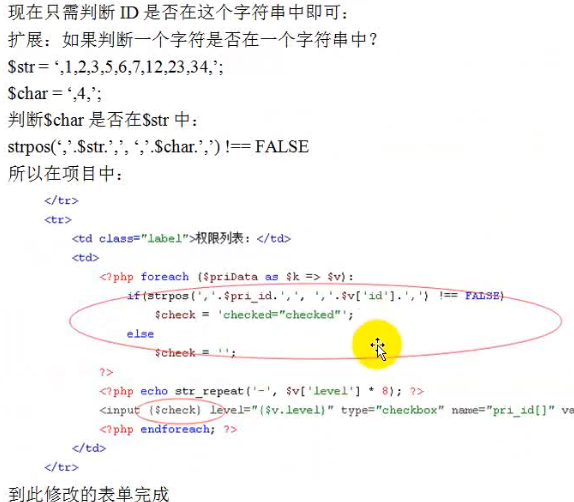 现在只需判断 ID 是否在这个字符串中即可：
扩展：如果判断一个字符是否在一个字符串中？
$str = ‘,1,2,3,5,6,7,12,23,34,’;
$char = ‘,4,’;
判断$char 是否在$str 中：
strpos(‘,’.$str.’,’, ‘,’.$char.’,’) !== FALSE
所以在项目中：
</tr>
<tr>
<td class="label">权限列表：</td>
<td>
<?php foreach ($priData as $k => $v):
if(strpos(','.$pri_id.',', ','.$v['id'].',') !== FALSE)
$check = 'checked="checked"';
else
$check = '';
?>
<?php echo str_repeat('-', $v['level'] * 8); ?>
<input {$check} level="{$v.level}" type="checkbox" name="pri_id[]" va
<?php endforeach; ?>
</td>
</tr>
到此修改的表单完成